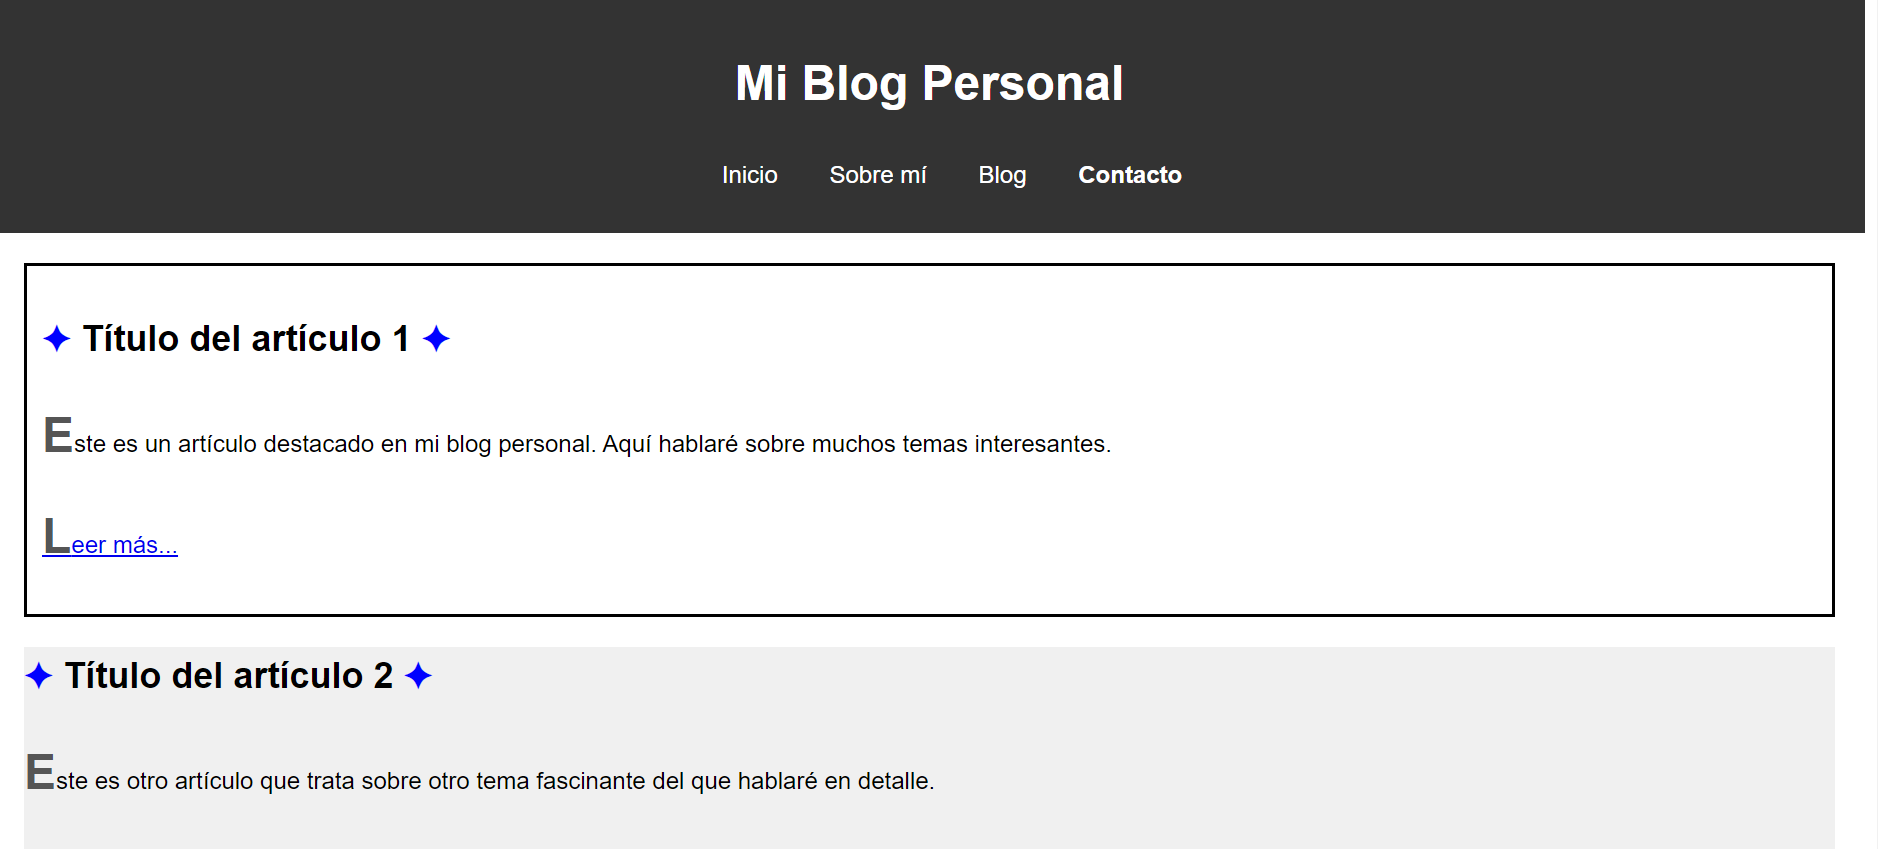 Mi Blog Personal
Inicio Sobre mí Blog Contacto
✦ Título del artículo 1 ✦
Este es un artículo destacado en mi blog personal. Aquí hablaré sobre muchos temas interesantes.
Leer más...
✦ Título del artículo 2 ✦
Este es otro artículo que trata sobre otro tema fascinante del que hablaré en detalle.